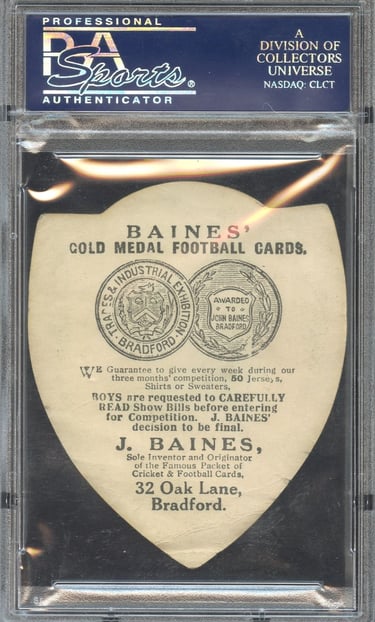 PROFESSIONAL
PSA
Sports®
AUTHENTICATOR
A
DIVISION OF
COLLECTORS
UNIVERSE
NASDAQ: CLCT
BAINES'
GOLD MEDAL FOOTBALL CARDS.
TRADES & INDUSTRIAL EXHIBITION
·BRADFORD·
AWARDED
TO
JOHN BAINES
BRADFORD
WE Guarantee to give every week during our
three months' competition, 50 Jerseys,
Shirts or Sweaters,
BOYS are requested to CAREFULLY
READ Show Bills before entering
for Competition. J. BAINES'
decision to be final.
J. BAINES,
Sole Inventor and Originator
of the Famous Packet of
Cricket & Football Cards,
32 Oak Lane,
Bradford.